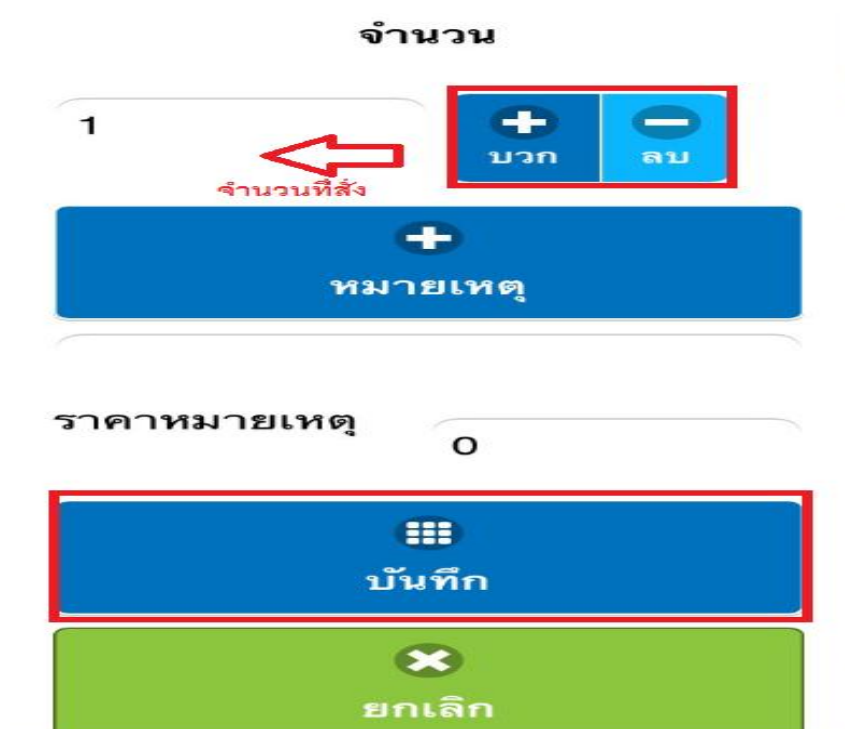 จำนวน
1
บวก ลบ
จำนวนที่สั่ง
หมายเหตุ
ราคาหมายเหตุ
0
บันทึก
ยกเลิก